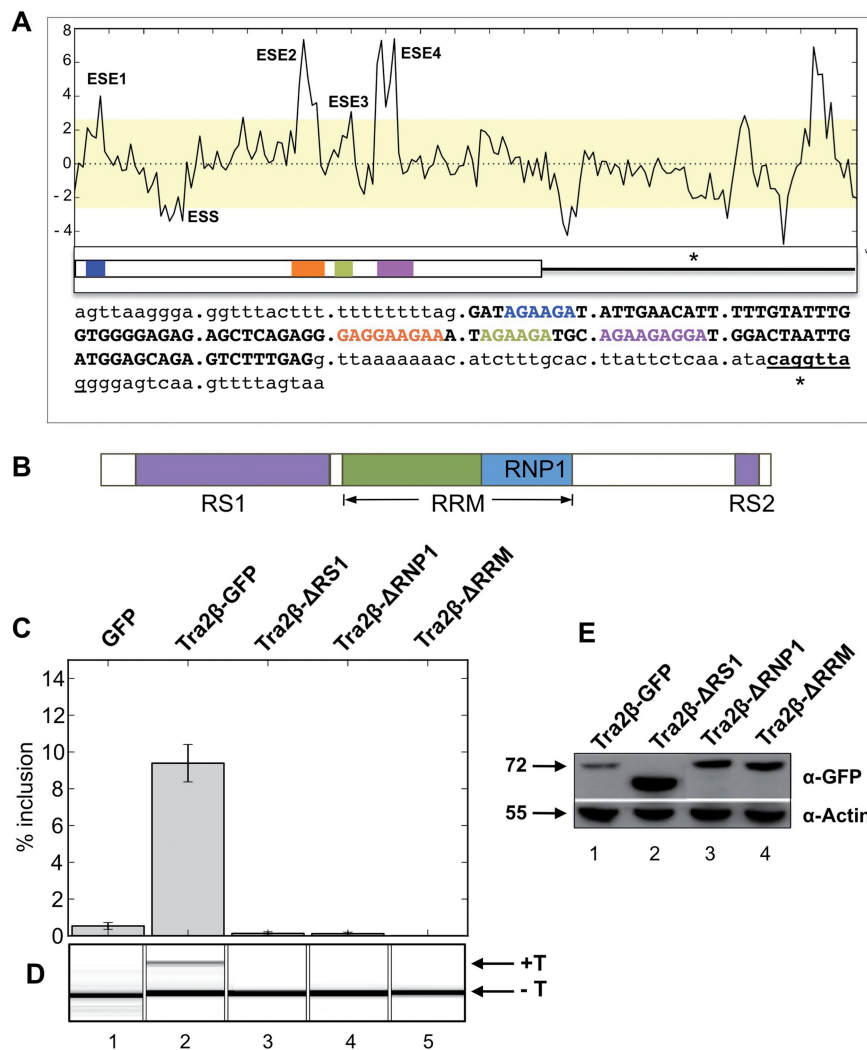 A
8
6
4
2
0
- 2
- 4
ESE1
ESE2
ESE3
ESE4
ESS
*
agttaaggga.ggtttacttt.tttttttttag.GATAGAAGAT.ATTGAACATT.TTTGTATTTG
GTGGGGAGAG.AGCTCAGAGG.GAGGAAGAAA.TAGAAGATGC.AGAAGAGGAT.GGACTAATTG
ATGGAGCAGA.GTCTTTGAGg.ttaaaaaaac.atctttgcac.ttattctcaa.atacaggtta
ggggagtcaa.gttttagtaa
*
B
RNP1
RS1
RRM
RS2
C
GFP
Tra2β-GFP
Tra2β-ΔRS1
Tra2β-ΔRNP1
Tra2β-ΔRRM
% inclusion
14
12
10
8
6
4
2
0
D
+T
- T
1 2 3 4 5
E
Tra2β-GFP
Tra2β-ΔRS1
Tra2β-ΔRNP1
Tra2β-ΔRRM
72
α-GFP
55
α-Actin
1 2 3 4